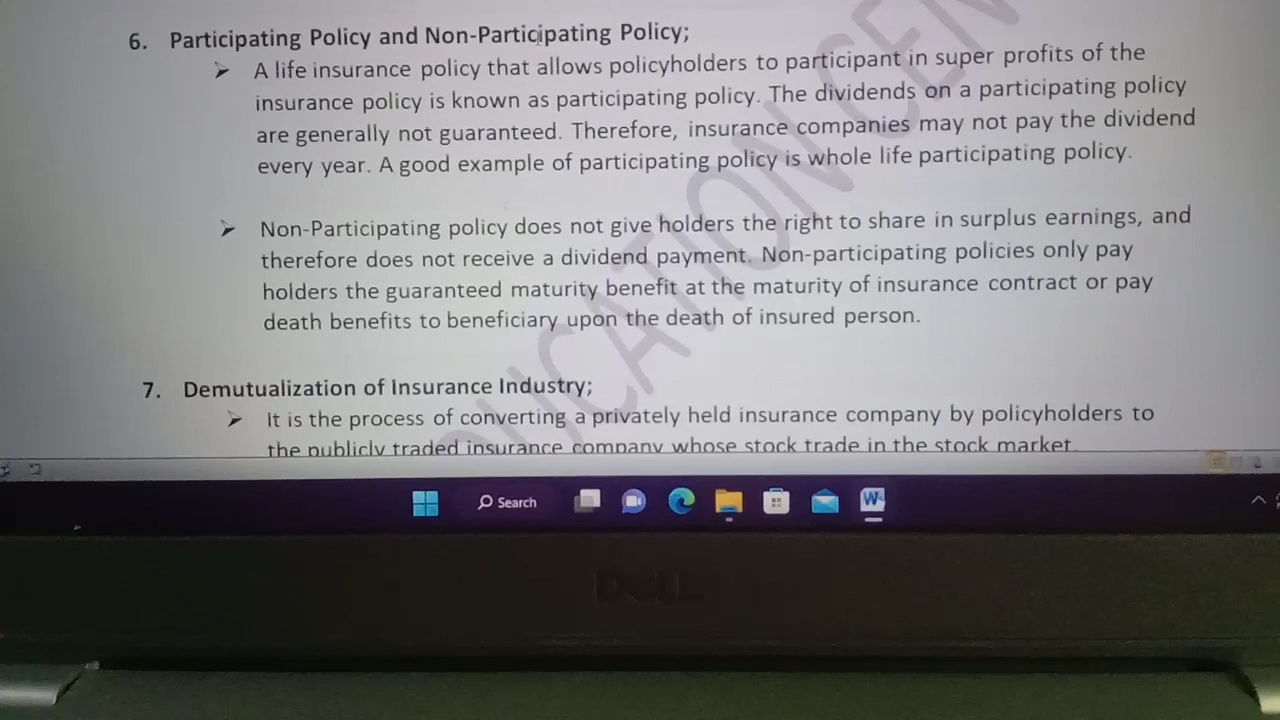 6. Participating Policy and Non-Participating Policy;
➤ A life insurance policy that allows policyholders to participant in super profits of the
insurance policy is known as participating policy. The dividends on a participating policy
are generally not guaranteed. Therefore, insurance companies may not pay the dividend
every year. A good example of participating policy is whole life participating policy.
➤ Non-Participating policy does not give holders the right to share in surplus earnings, and
therefore does not receive a dividend payment. Non-participating policies only pay
holders the guaranteed maturity benefit at the maturity of insurance contract or pay
death benefits to beneficiary upon the death of insured person.
7. Demutualization of Insurance Industry;
➤ It is the process of converting a privately held insurance company by policyholders to
the publicly traded insurance company whose stock trade in the stock market.
UCATION CEN
Search
W
DELL